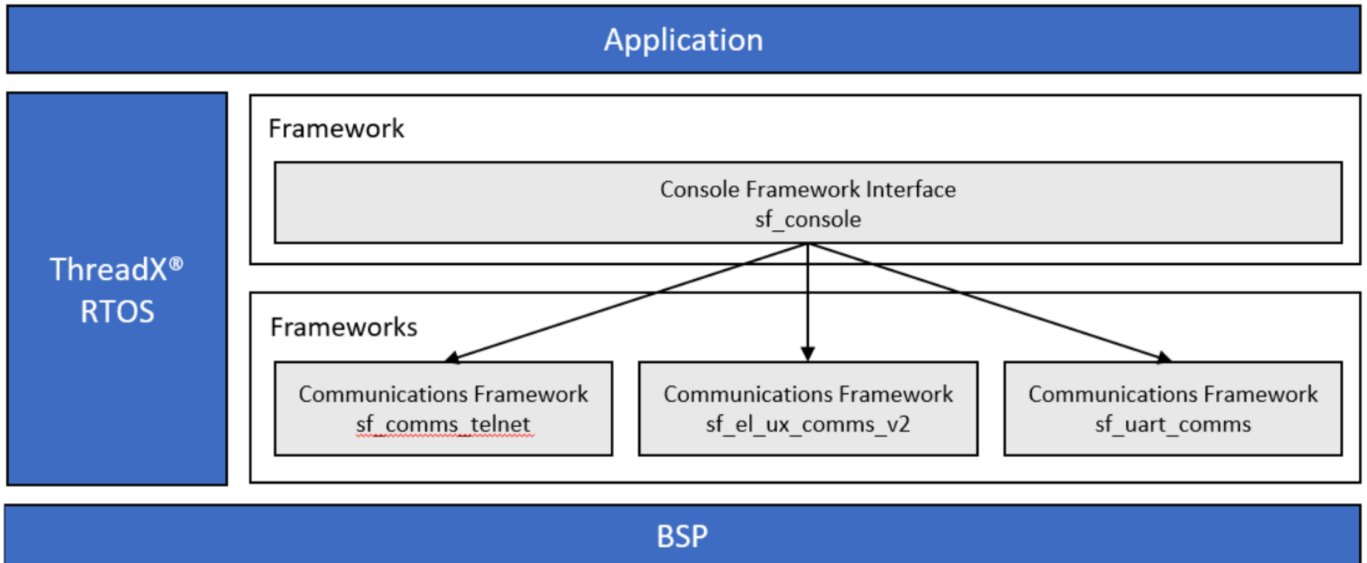 Application
ThreadX®
RTOS
Framework
Console Framework Interface
sf_console
Frameworks
Communications Framework
sf_comms_telnet
Communications Framework
sf_el_ux_comms_v2
Communications Framework
sf_uart_comms
BSP